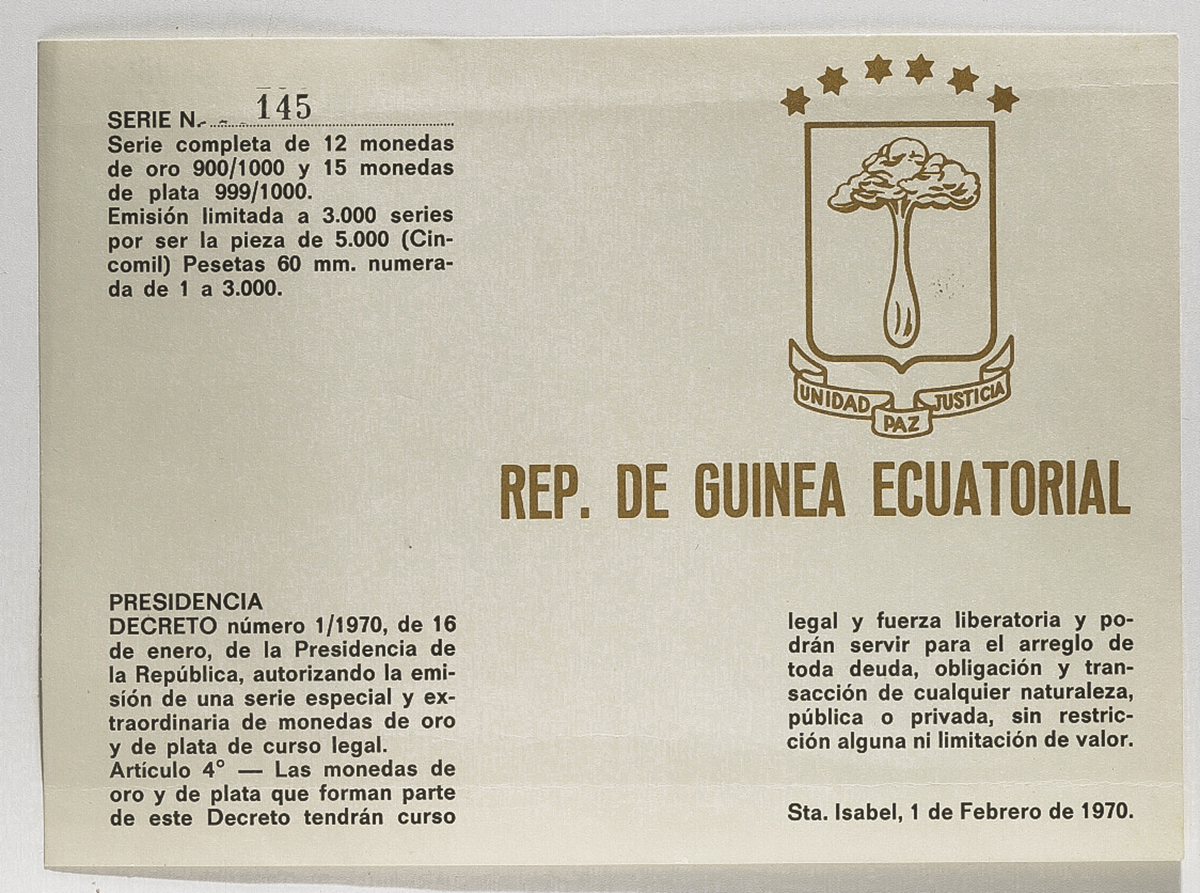 SERIE N. 145
Serie completa de 12 monedas
de oro 900/1000 y 15 monedas
de plata 999/1000.
Emisión limitada a 3.000 series
por ser la pieza de 5.000 (Cin-
comil) Pesetas 60 mm. numera-
da de 1 a 3.000.
UNIDAD PAZ JUSTICIA
REP. DE GUINEA ECUATORIAL
PRESIDENCIA
DECRETO número 1/1970, de 16
de enero, de la Presidencia de
la República, autorizando la emi-
sión de una serie especial y ex-
traordinaria de monedas de oro
y de plata de curso legal.
Artículo 4° — Las monedas de
oro y de plata que forman parte
de este Decreto tendrán curso
legal y fuerza liberatoria y po-
drán servir para el arreglo de
toda deuda, obligación y tran-
sacción de cualquier naturaleza,
pública o privada, sin restric-
ción alguna ni limitación de valor.
Sta. Isabel, 1 de Febrero de 1970.